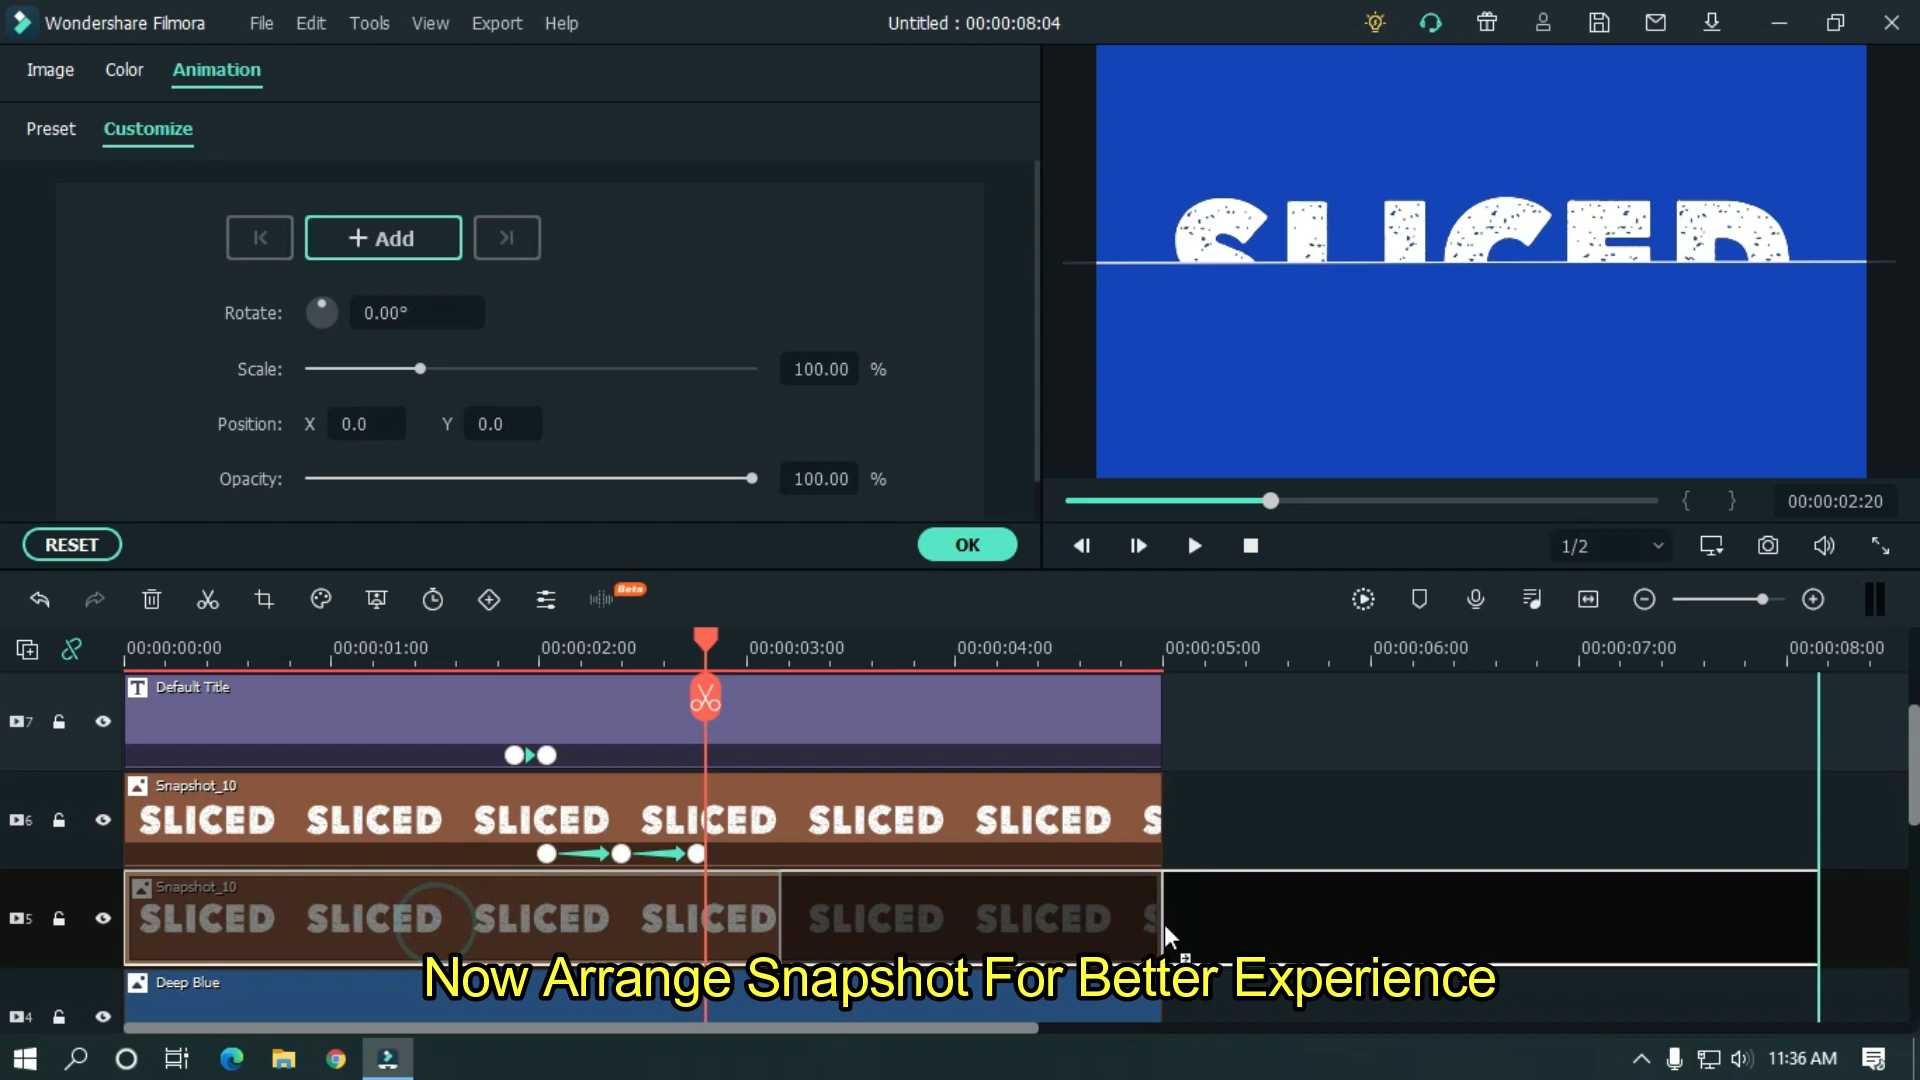 Wondershare Filmora File Edit Tools View Export Help Untitled : 00:00:08:04
Image Color Animation
Preset Customize
+ Add
Rotate: 0.00°
Scale: 100.00 %
Position: X 0.0 Y 0.0
Opacity: 100.00 %
RESET OK
SLICED
{ } 00:00:02:20
1/2
Beta
00:00:00:00 00:00:01:00 00:00:02:00 00:00:03:00 00:00:04:00 00:00:05:00 00:00:06:00 00:00:07:00 00:00:08:00
T Default Title
7
Snapshot_10
6 SLICED SLICED SLICED SLICED SLICED SLICED S
Snapshot_10
5 SLICED SLICED SLICED SLICED SLICED SLICED S
Deep Blue
4
Now Arrange Snapshot For Better Experience
11:36 AM